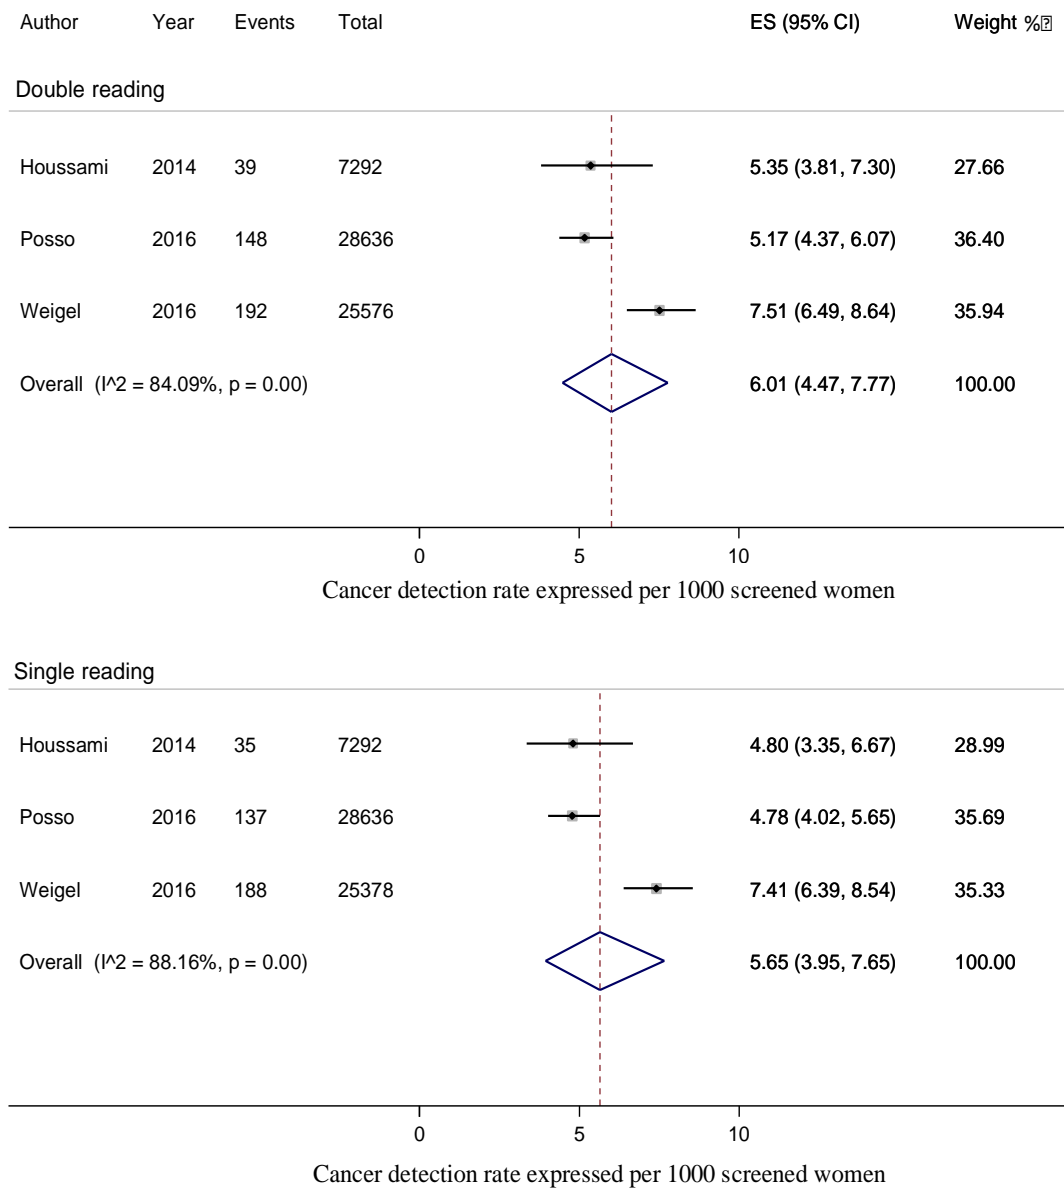 Author Year Events Total ES (95% CI) Weight %
Double reading
Houssami 2014 39 7292 5.35 (3.81, 7.30) 27.66
Posso 2016 148 28636 5.17 (4.37, 6.07) 36.40
Weigel 2016 192 25576 7.51 (6.49, 8.64) 35.94
Overall (I^2 = 84.09%, p = 0.00) 6.01 (4.47, 7.77) 100.00
0 5 10
Cancer detection rate expressed per 1000 screened women
Single reading
Houssami 2014 35 7292 4.80 (3.35, 6.67) 28.99
Posso 2016 137 28636 4.78 (4.02, 5.65) 35.69
Weigel 2016 188 25378 7.41 (6.39, 8.54) 35.33
Overall (I^2 = 88.16%, p = 0.00) 5.65 (3.95, 7.65) 100.00
0 5 10
Cancer detection rate expressed per 1000 screened women